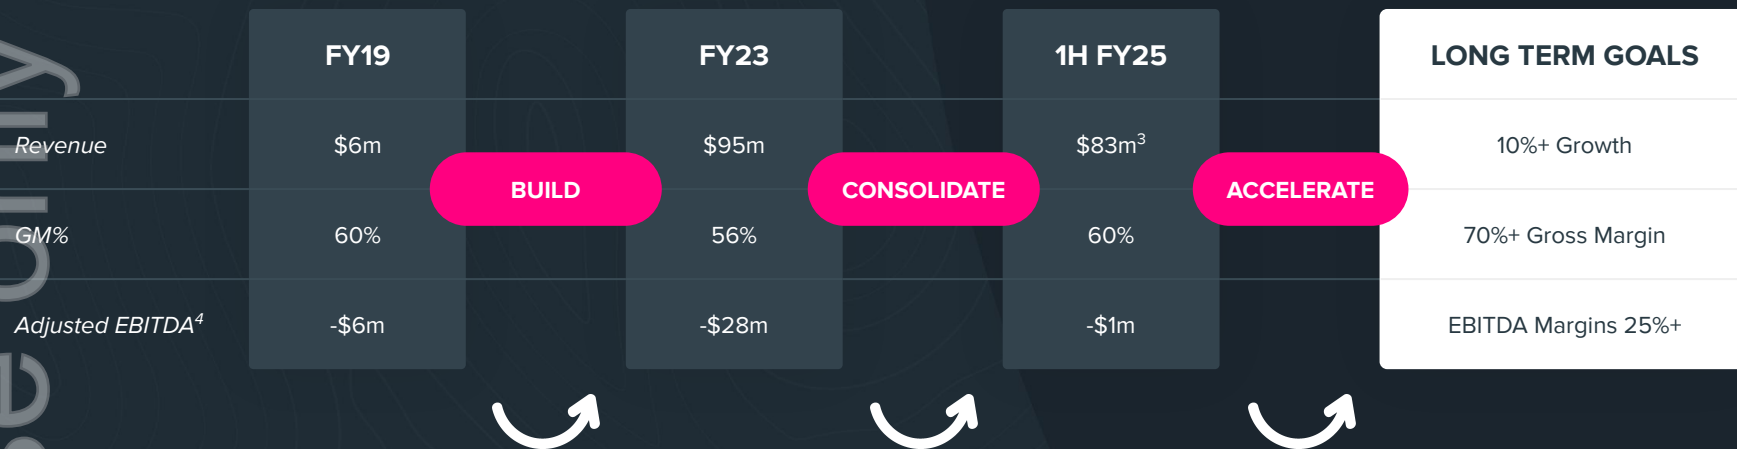 FY19 FY23 1H FY25 LONG TERM GOALS
Revenue $6m $95m $83m³ 10%+ Growth
BUILD CONSOLIDATE ACCELERATE
GM% 60% 56% 60% 70%+ Gross Margin
Adjusted EBITDA⁴ -$6m -$28m -$1m EBITDA Margins 25%+